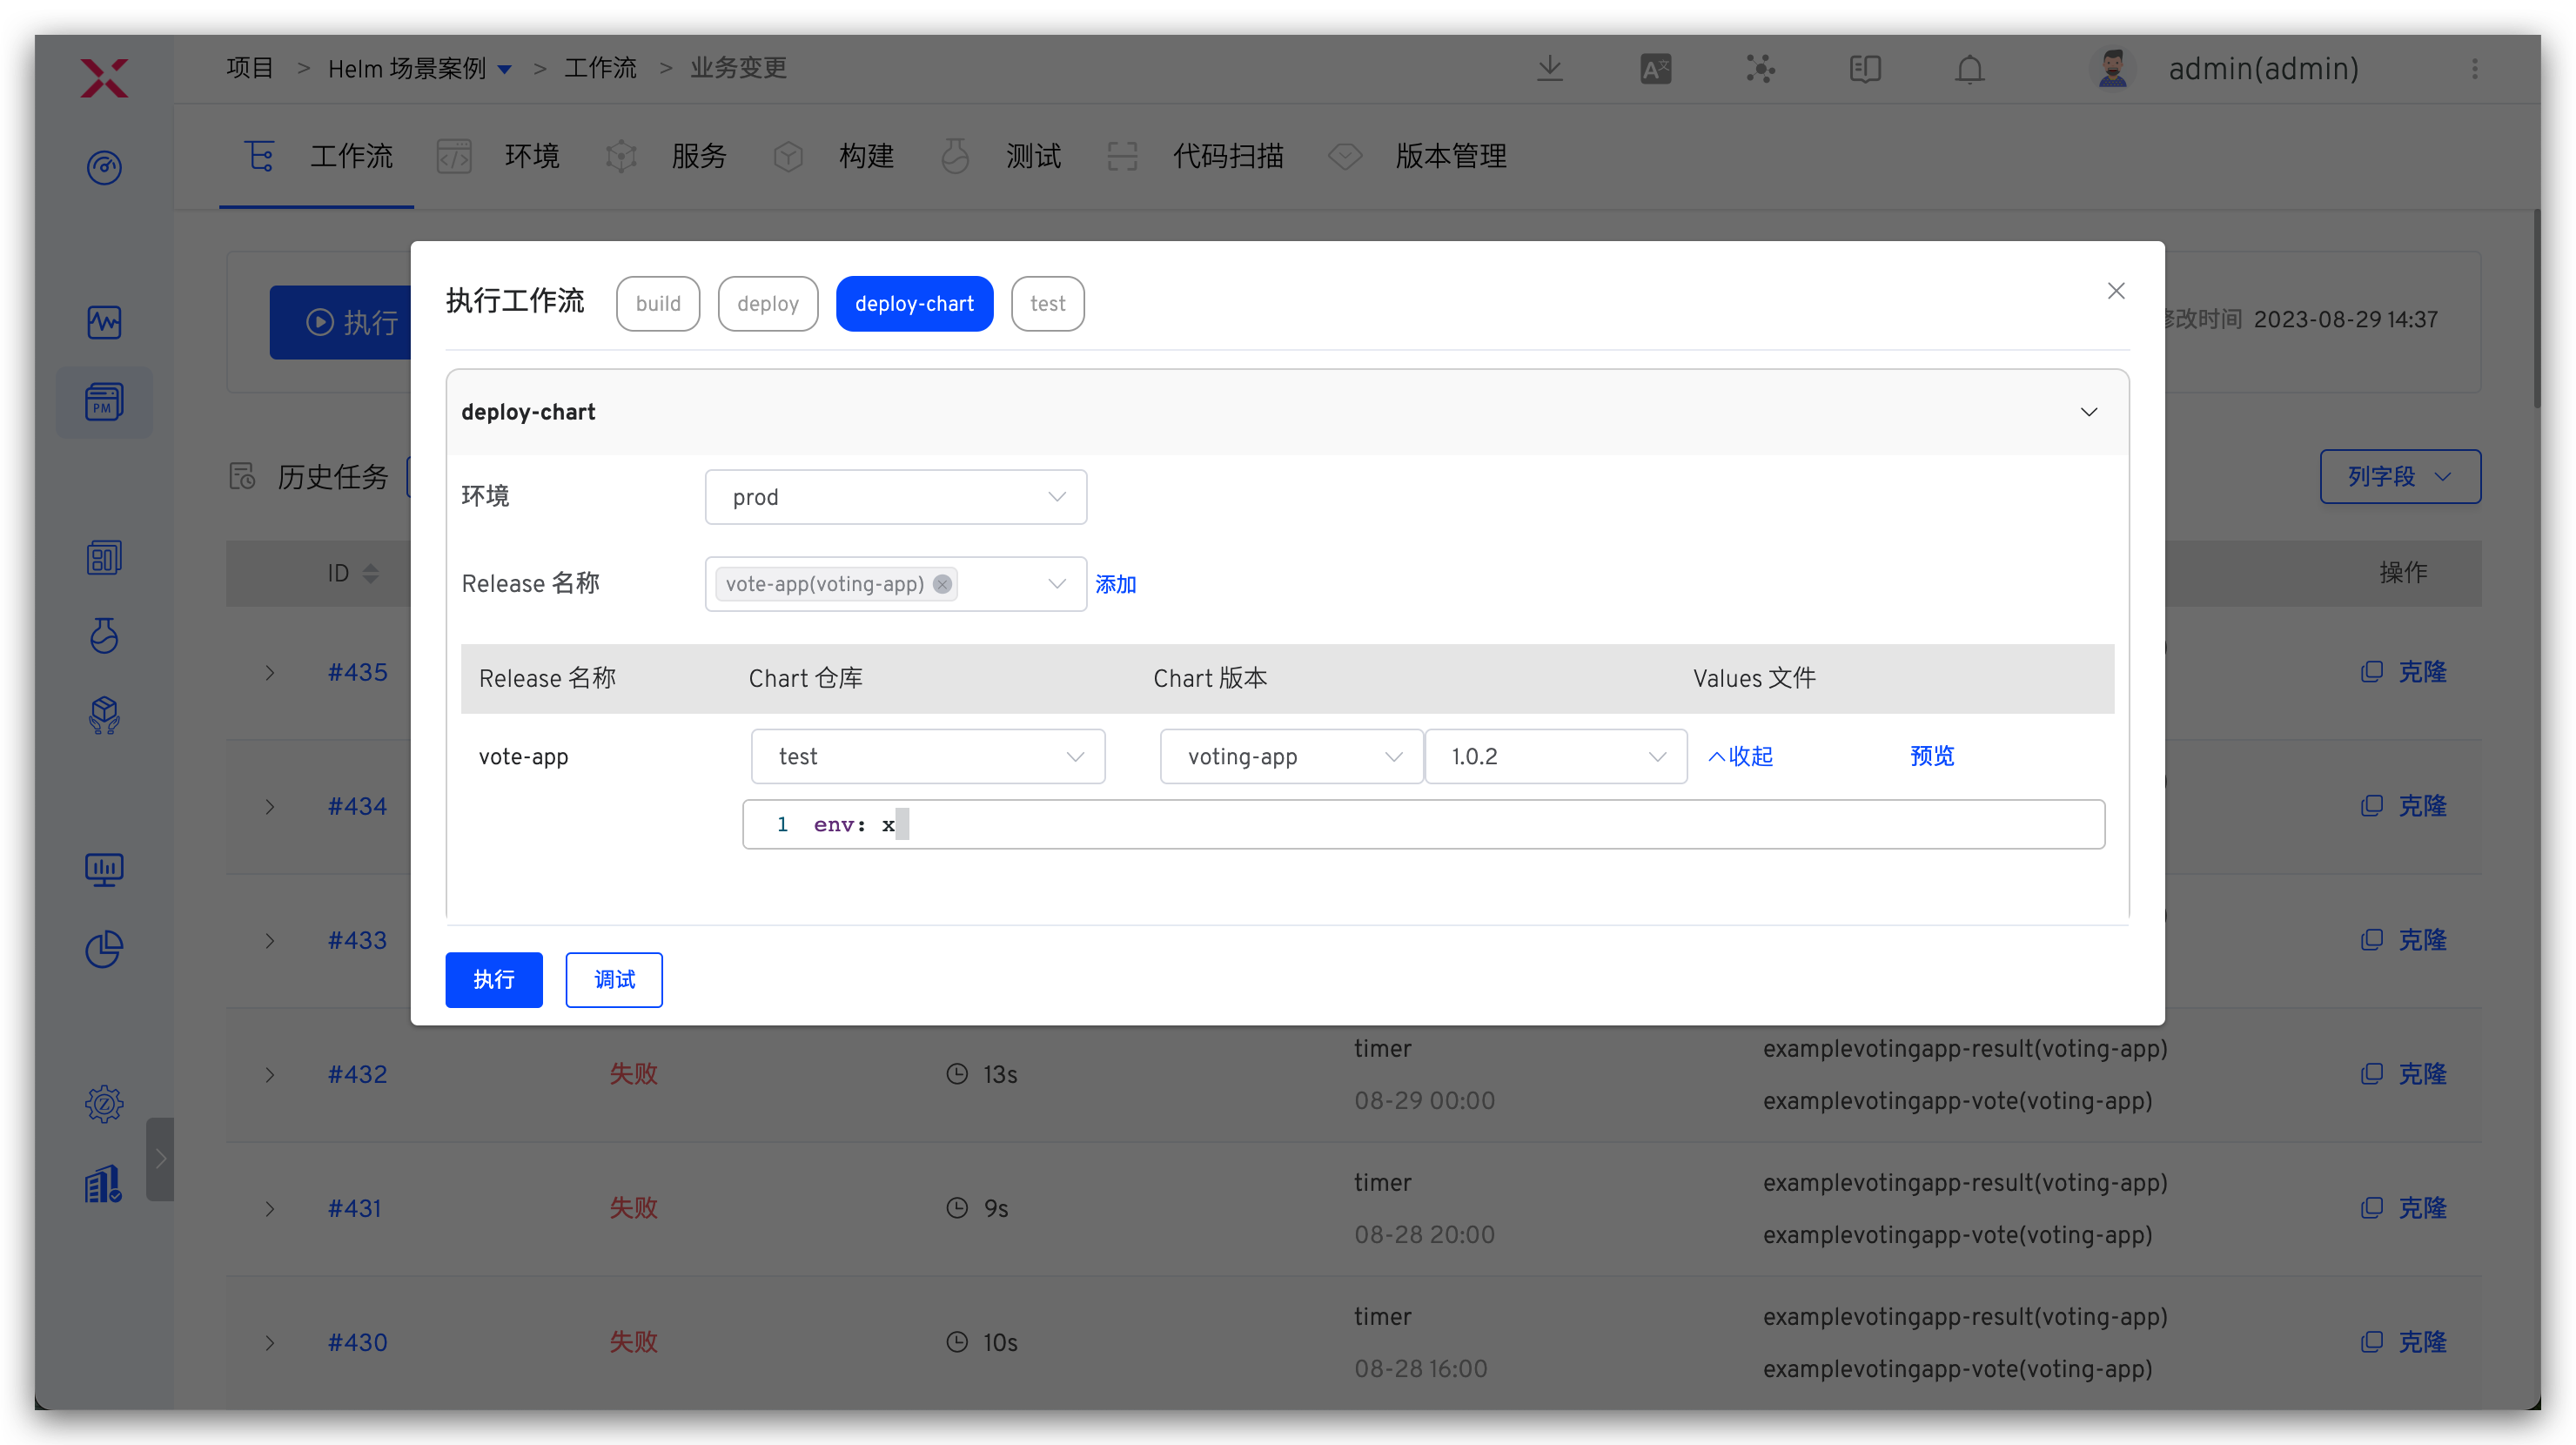 项目 > Helm 场景案例 > 工作流 > 业务变更
admin(admin)
工作流 环境 服务 构建 测试 代码扫描 版本管理
执行
修改时间 2023-08-29 14:37
执行工作流 build deploy deploy-chart test
deploy-chart
PM
历史任务
列字段
环境 prod
Release 名称 vote-app(voting-app) 添加
ID
操作
Release 名称 Chart 仓库 Chart 版本 Values 文件
vote-app test voting-app 1.0.2 收起 预览
1 env: x
#435 克隆
#434 克隆
#433 克隆
执行 调试
#432 失败 13s
timer
08-29 00:00
examplevotingapp-result(voting-app)
examplevotingapp-vote(voting-app)
克隆
#431 失败 9s
timer
08-28 20:00
examplevotingapp-result(voting-app)
examplevotingapp-vote(voting-app)
克隆
#430 失败 10s
timer
08-28 16:00
examplevotingapp-result(voting-app)
examplevotingapp-vote(voting-app)
克隆